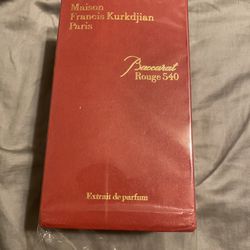 Maison
Francis Kurkdjian
Paris
Baccarat
Rouge 540
Extrait de parfum